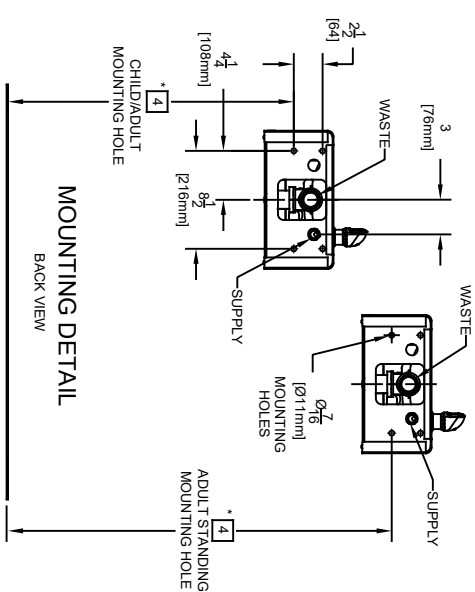 3
[76mm]
WASTE
2 1/2
[64]
4 1/4
[108mm]
8 1/2
[216mm]
SUPPLY
* 4
CHILD/ADULT
MOUNTING HOLE
WASTE
SUPPLY
Ø 7/16
[Ø11mm]
MOUNTING
HOLES
* 4
ADULT STANDING
MOUNTING HOLE
MOUNTING DETAIL
BACK VIEW